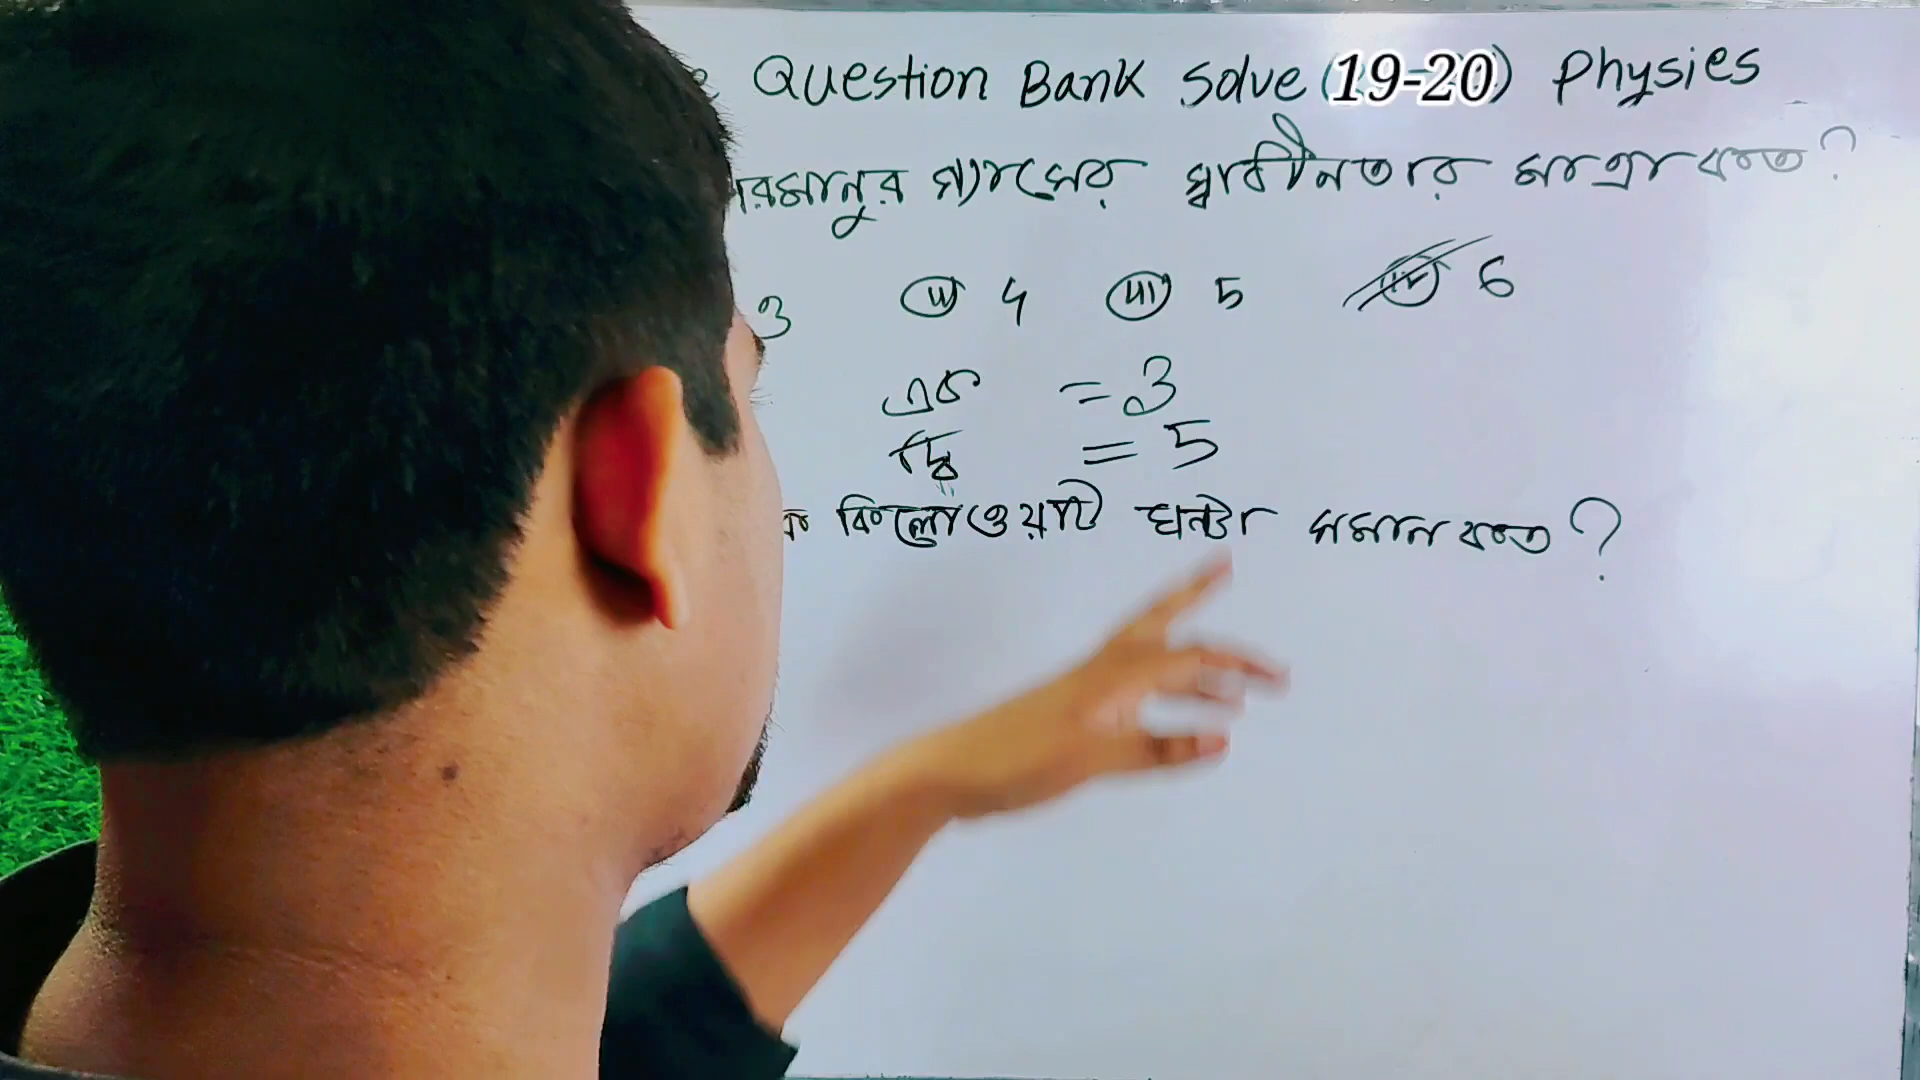 Question Bank Solve (19-20) Physies
রমানুর গ্যাসের স্বাধীনতার মাত্রা কত?
3 4 5 6
এক = 3
দ্বি = 5
কিলোওয়াট ঘন্টা সমান কত?